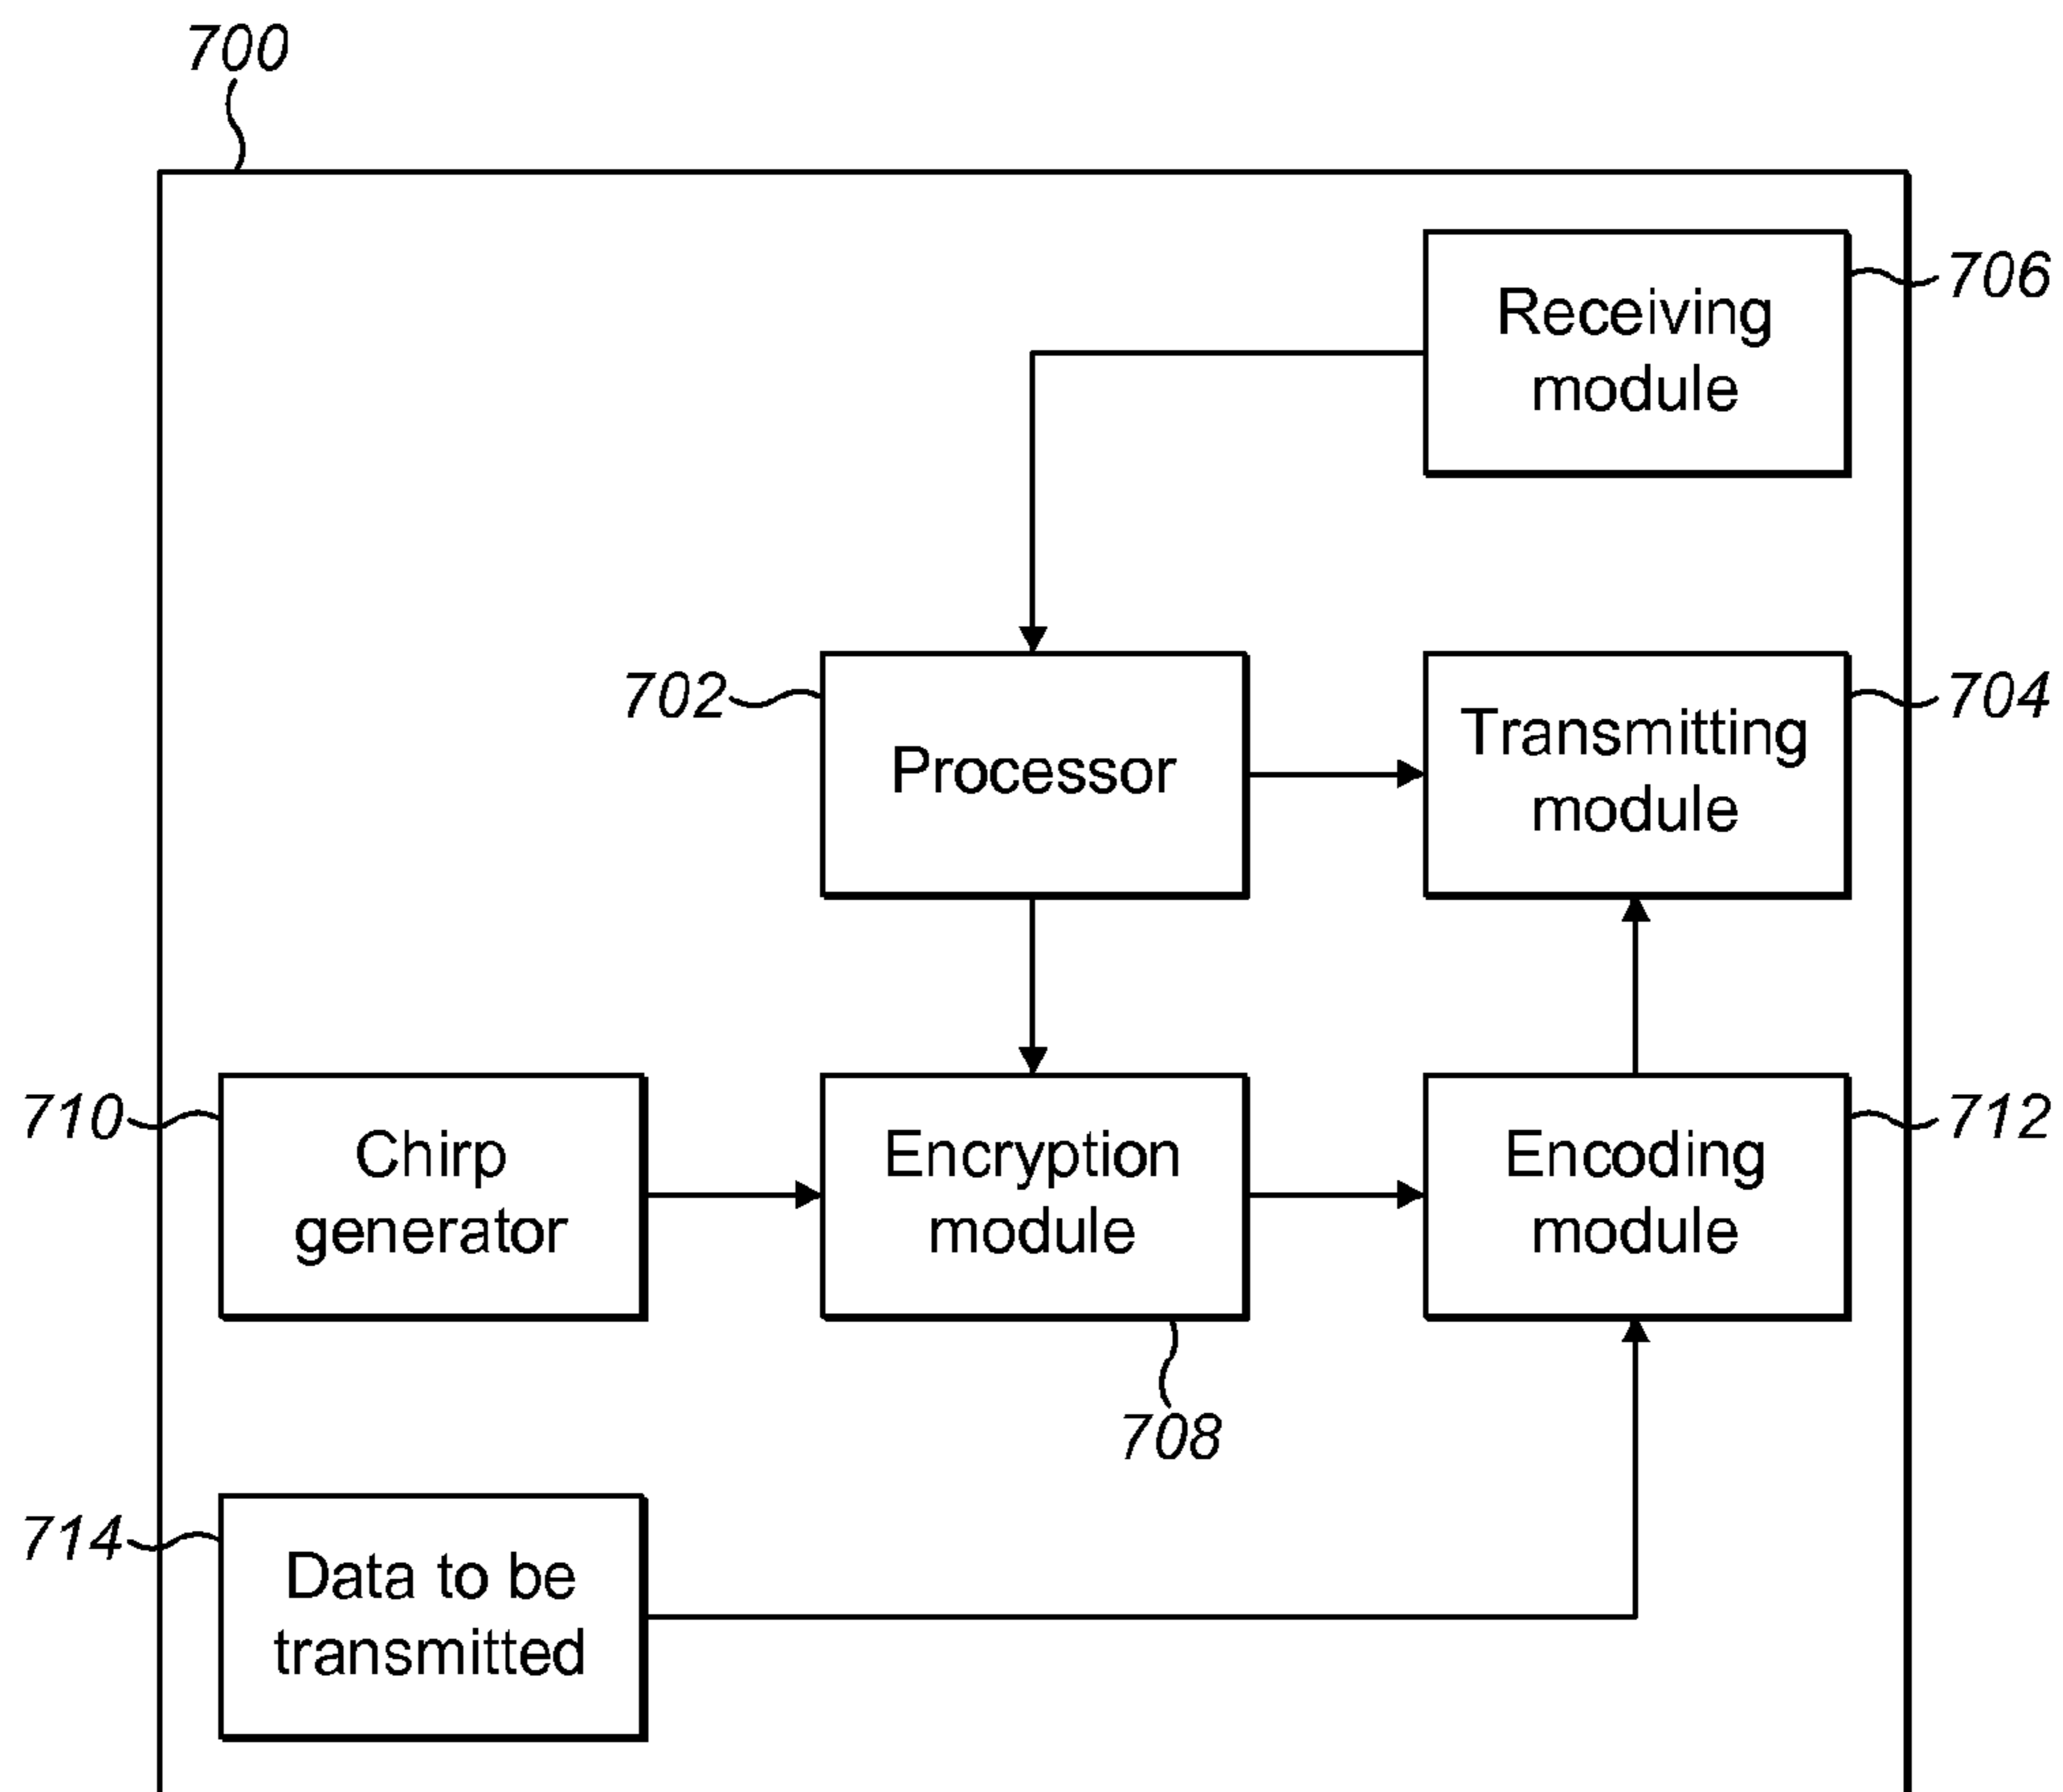 700
Receiving
module
706
702
Processor
Transmitting
module
704
710
Chirp
generator
Encryption
module
Encoding
module
712
708
714
Data to be
transmitted